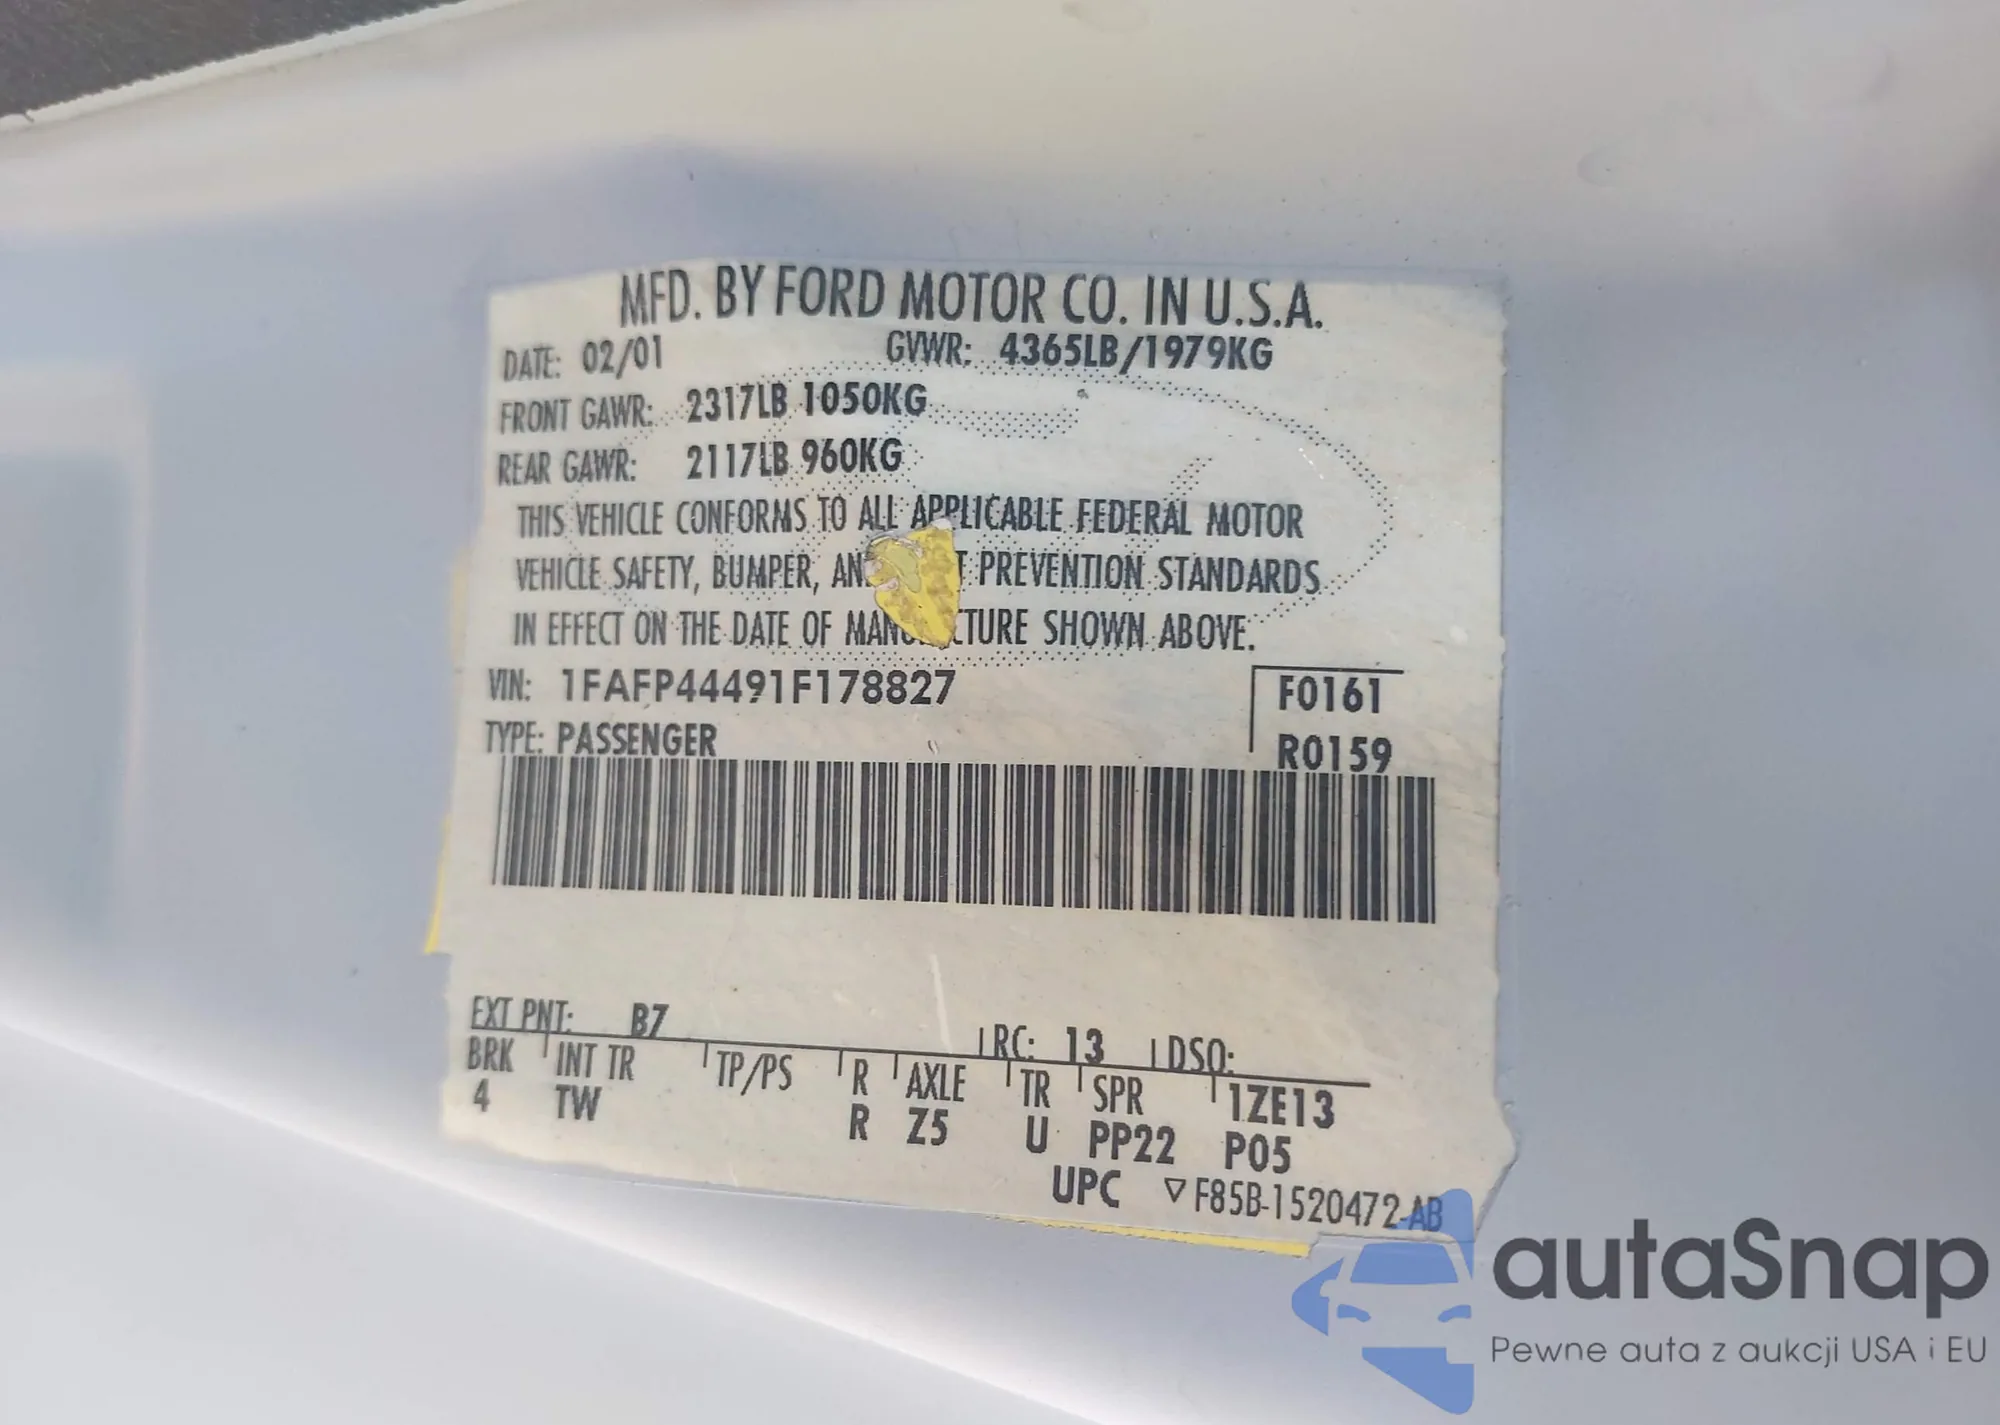 MFD. BY FORD MOTOR CO. IN U.S.A.
DATE: 02/01 GVWR: 4365LB/1979KG
FRONT GAWR: 2317LB 1050KG
REAR GAWR: 2117LB 960KG
THIS VEHICLE CONFORMS TO ALL APPLICABLE FEDERAL MOTOR
VEHICLE SAFETY, BUMPER, PREVENTION STANDARDS
IN EFFECT ON THE DATE OF SHOWN ABOVE.
VIN: 1FAFP44491F178827 F0161
TYPE: PASSENGER R0159
EXT PNT: B7 RC: 13 DSO:
BRK INT TR TP/PS R AXLE TR SPR 1ZE13
4 TW R Z5 U PP22 P05
UPC ▽ F85B-1520472-AB
autaSnap
Pewne auta z aukcji USA i EU